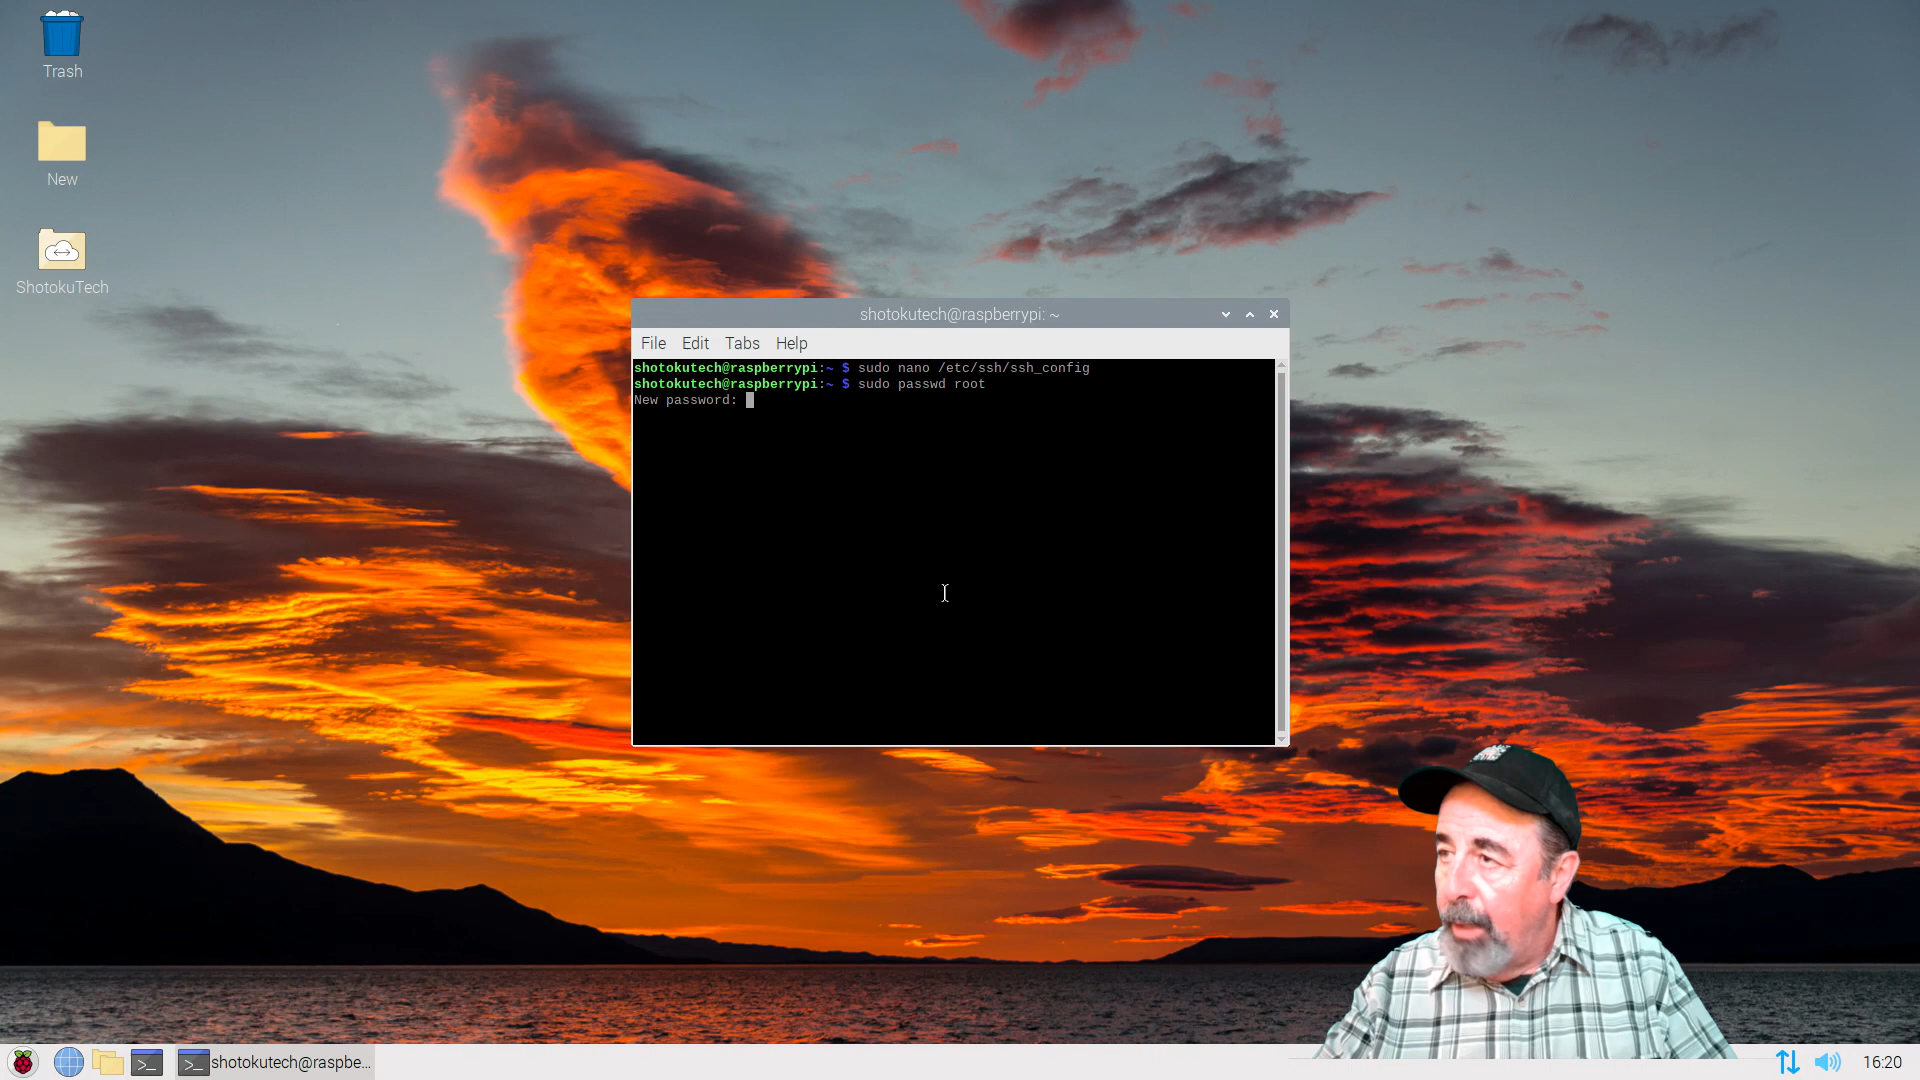 Trash
New
ShotokuTech
shotokutech@raspberrypi: ~
File Edit Tabs Help
shotokutech@raspberrypi:~ $ sudo nano /etc/ssh/ssh_config
shotokutech@raspberrypi:~ $ sudo passwd root
New password:
shotokutech@raspbe...
16:20